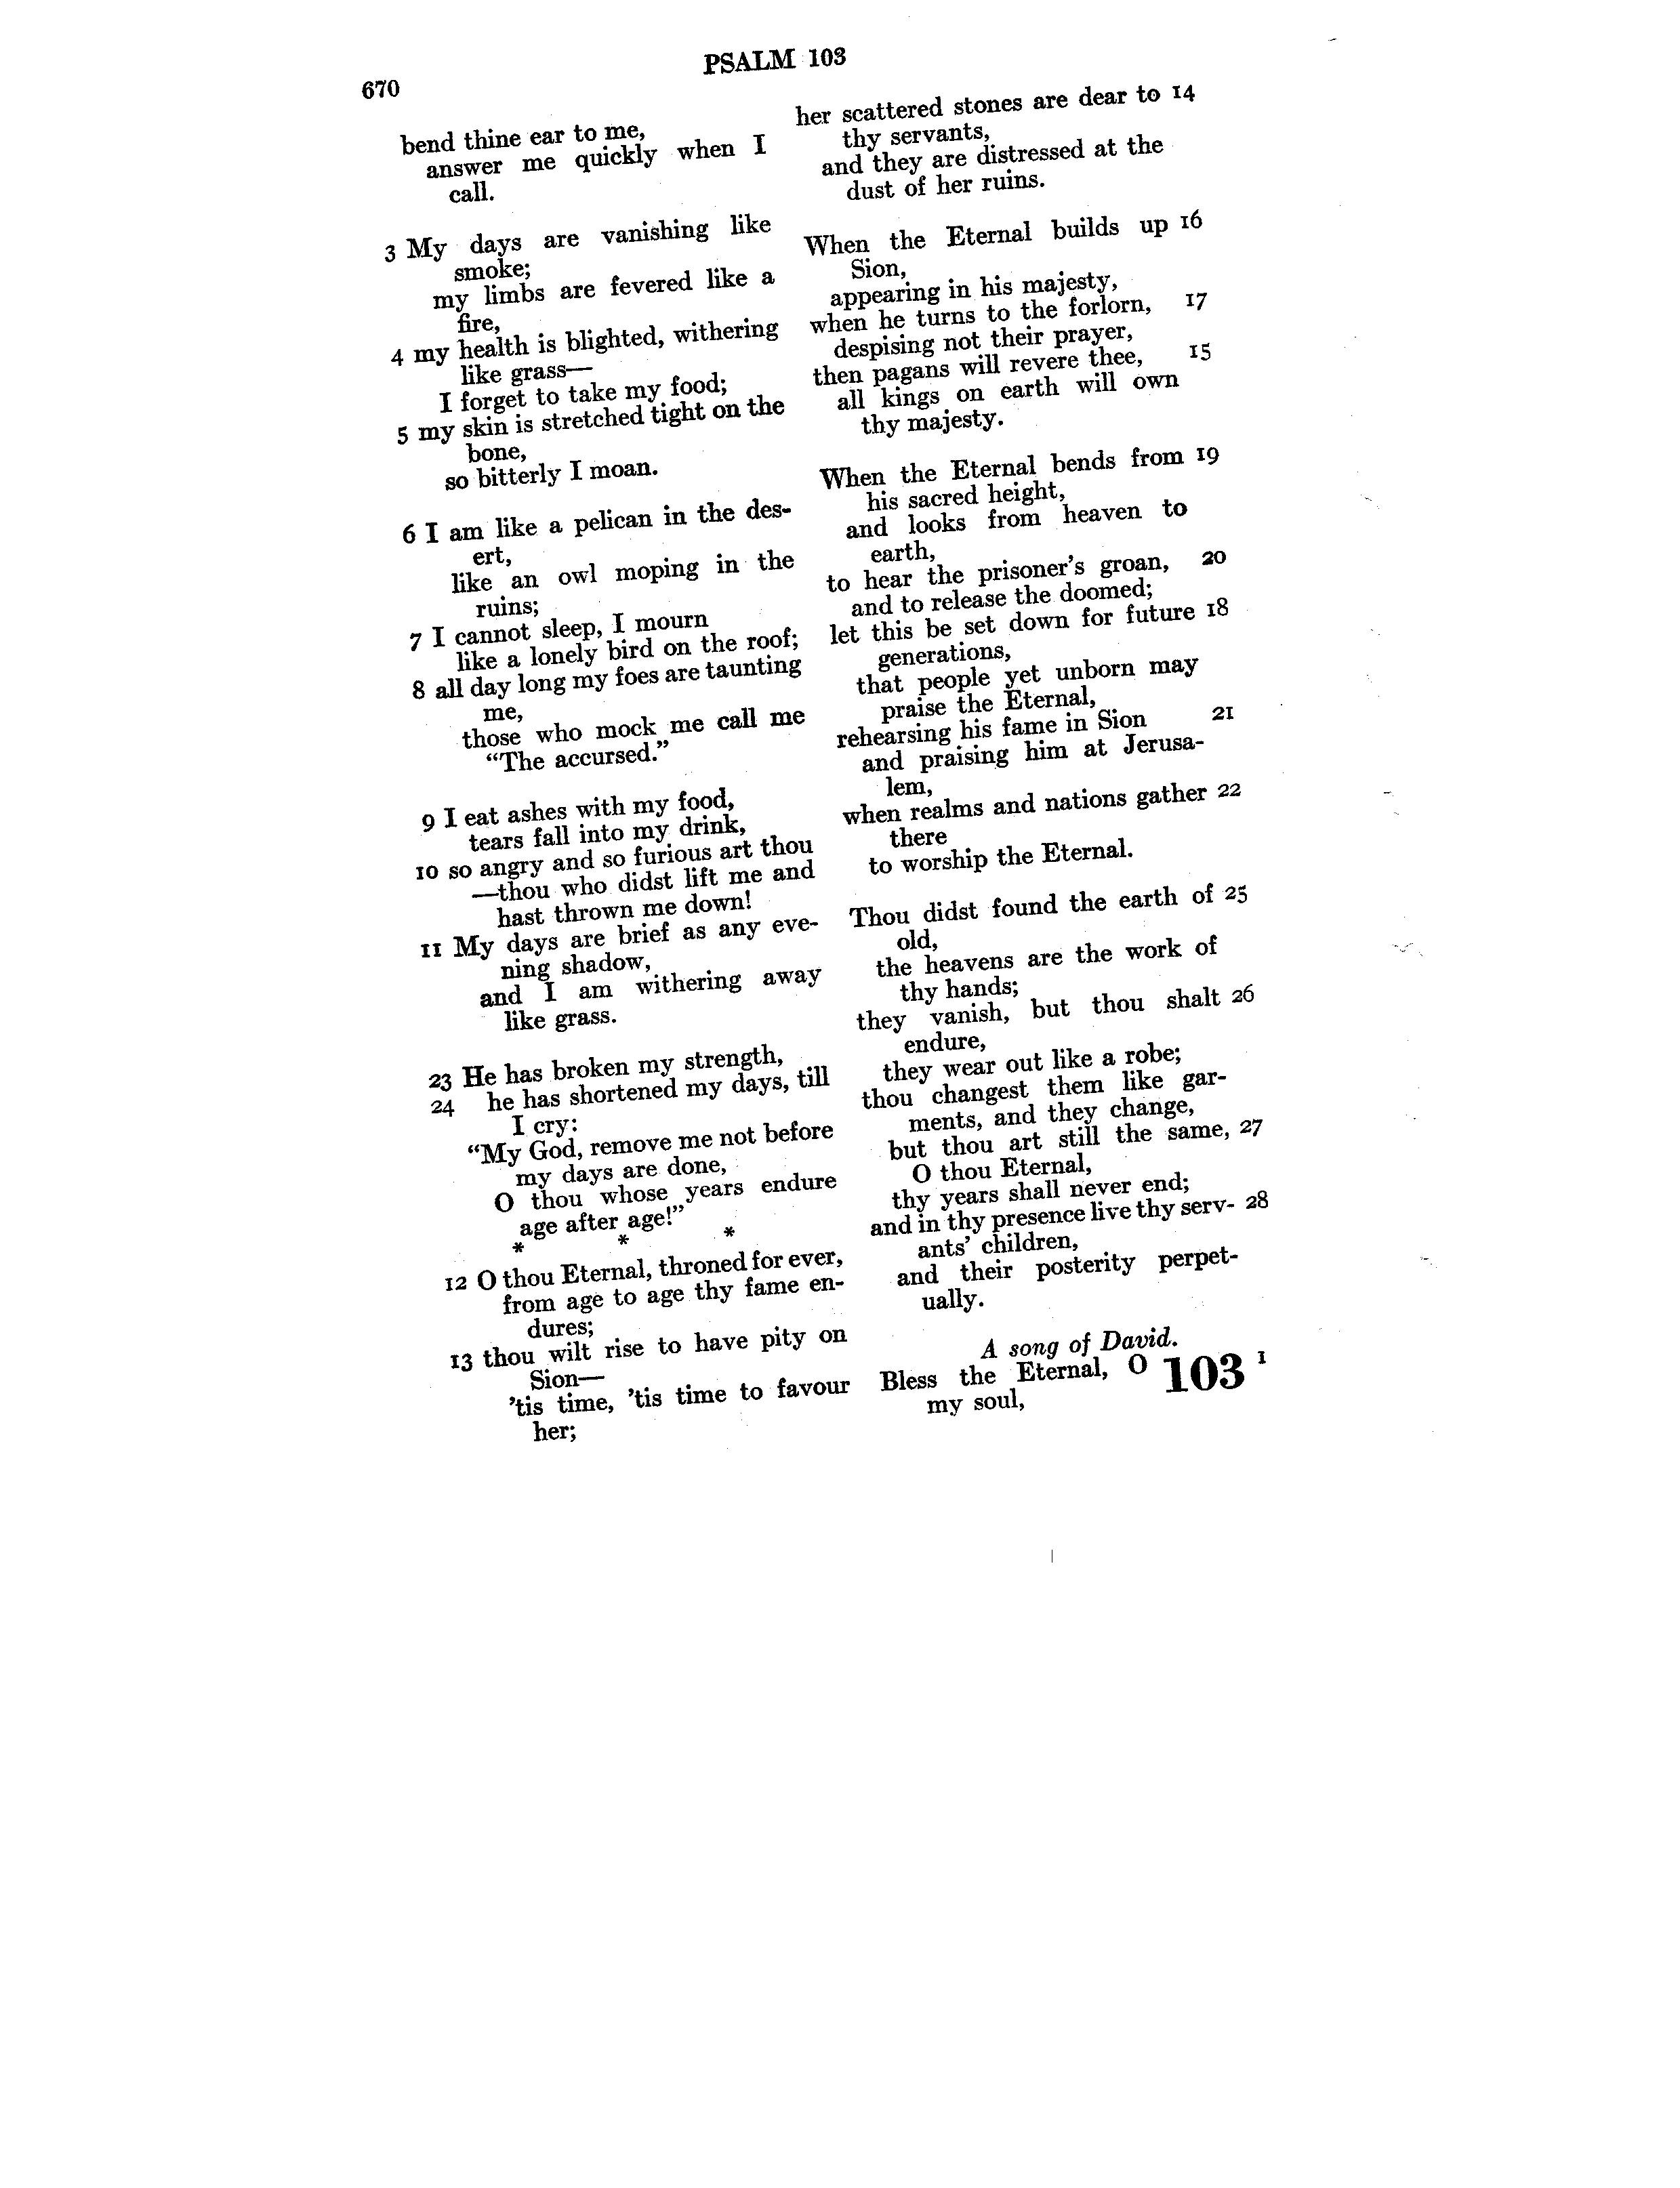 670
PSALM 103
bend thine ear to me,
answer me quickly when I
call.
3 My days are vanishing like
smoke;
my limbs are fevered like a
fire,
4 my health is blighted, withering
like grass—
I forget to take my food;
5 my skin is stretched tight on the
bone,
so bitterly I moan.
6 I am like a pelican in the des-
ert,
like an owl moping in the
ruins;
7 I cannot sleep, I mourn
like a lonely bird on the roof;
8 all day long my foes are taunting
me,
those who mock me call me
“The accursed.”
9 I eat ashes with my food,
tears fall into my drink,
10 so angry and so furious art thou
—thou who didst lift me and
hast thrown me down!
11 My days are brief as any eve-
ning shadow,
and I am withering away
like grass.
23 He has broken my strength,
24 he has shortened my days, till
I cry:
“My God, remove me not before
my days are done,
O thou whose years endure
age after age!”
* * *
12 O thou Eternal, throned for ever,
from age to age thy fame en-
dures;
13 thou wilt rise to have pity on
Sion—
’tis time, ’tis time to favour
her;
her scattered stones are dear to 14
thy servants,
and they are distressed at the
dust of her ruins.
When the Eternal builds up 16
Sion,
appearing in his majesty,
when he turns to the forlorn, 17
despising not their prayer,
then pagans will revere thee, 15
all kings on earth will own
thy majesty.
When the Eternal bends from 19
his sacred height,
and looks from heaven to
earth,
to hear the prisoner’s groan, 20
and to release the doomed;
let this be set down for future 18
generations,
that people yet unborn may
praise the Eternal,
rehearsing his fame in Sion 21
and praising him at Jerusa-
lem,
when realms and nations gather 22
there
to worship the Eternal.
Thou didst found the earth of 25
old,
the heavens are the work of
thy hands;
they vanish, but thou shalt 26
endure,
they wear out like a robe;
thou changest them like gar-
ments, and they change,
but thou art still the same, 27
O thou Eternal,
thy years shall never end;
and in thy presence live thy serv- 28
ants’ children,
and their posterity perpet-
ually.
A song of David.
Bless the Eternal, O 103 1
my soul,